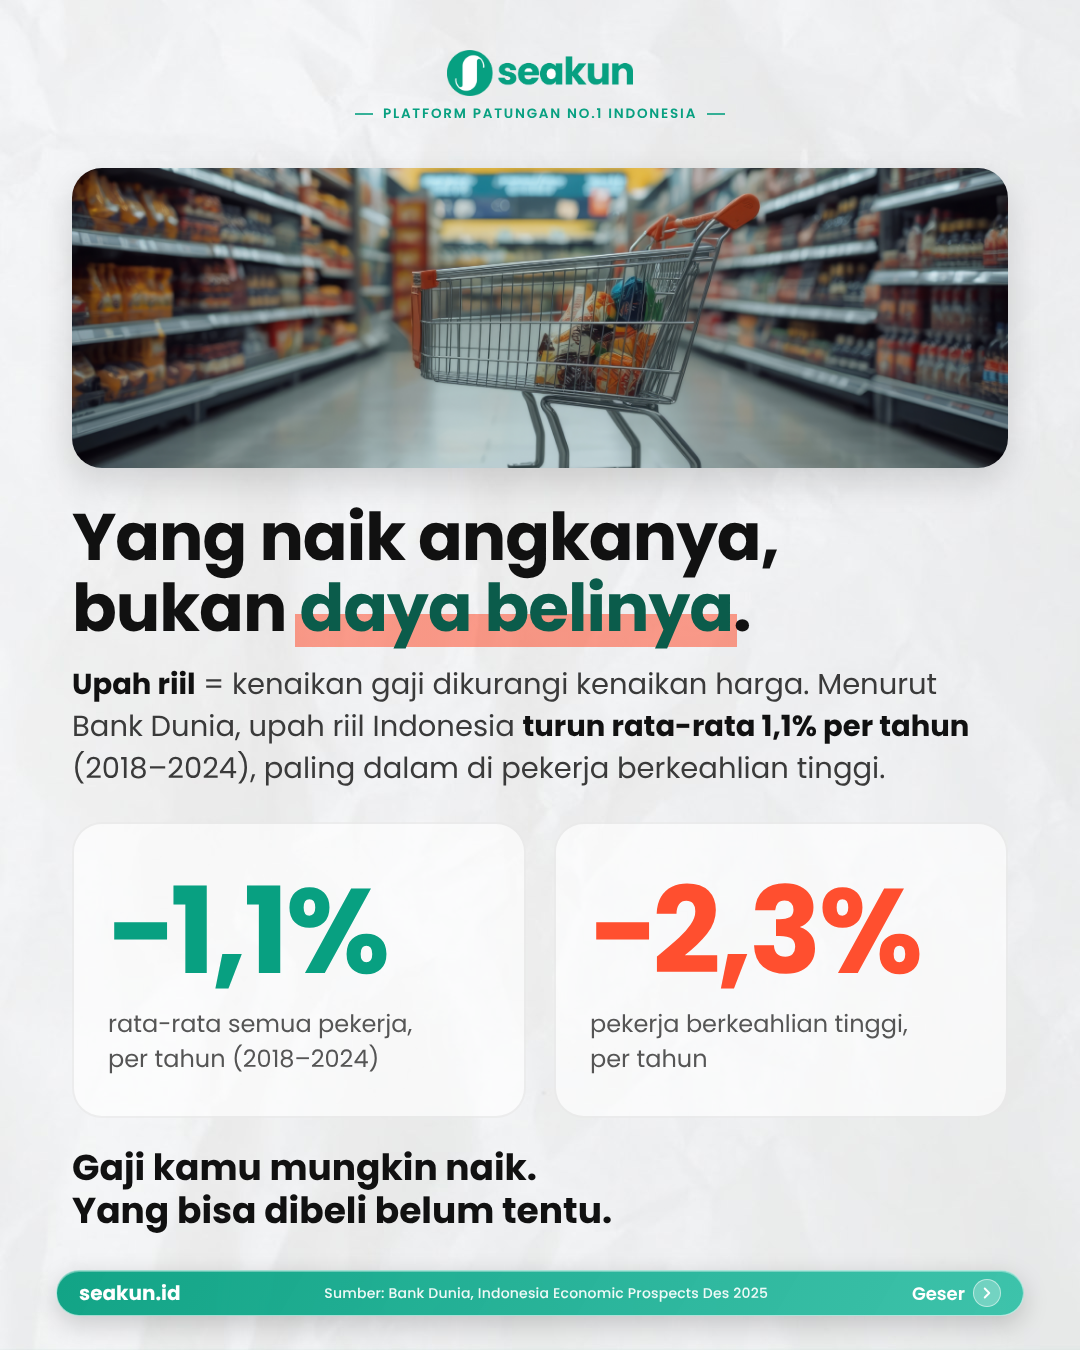 seakun
PLATFORM PATUNGAN NO.1 INDONESIA
Yang naik angkanya,
bukan daya belinya.
Upah riil = kenaikan gaji dikurangi kenaikan harga. Menurut
Bank Dunia, upah riil Indonesia turun rata-rata 1,1% per tahun
(2018–2024), paling dalam di pekerja berkeahlian tinggi.
-1,1%
rata-rata semua pekerja,
per tahun (2018–2024)
-2,3%
pekerja berkeahlian tinggi,
per tahun
Gaji kamu mungkin naik.
Yang bisa dibeli belum tentu.
seakun.id
Sumber: Bank Dunia, Indonesia Economic Prospects Des 2025
Geser